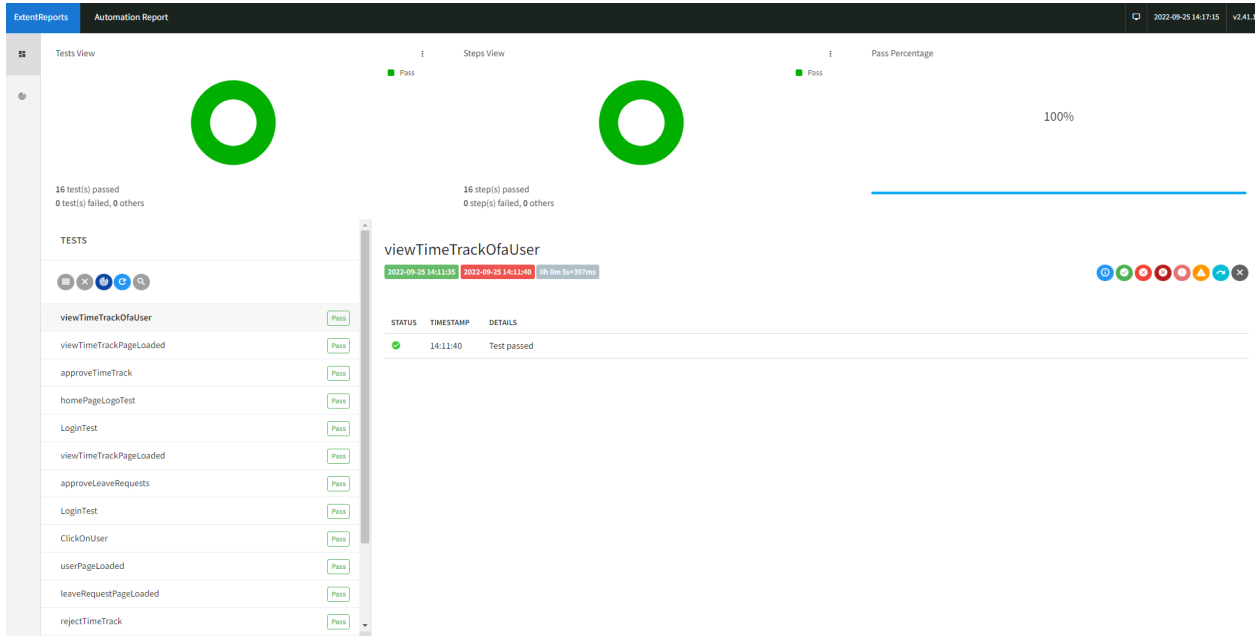 ExtentReports Automation Report 2022-09-25 14:17:15 v2.41.1
Tests View
Pass
16 test(s) passed
0 test(s) failed, 0 others
Steps View
Pass
16 step(s) passed
0 step(s) failed, 0 others
Pass Percentage
100%
TESTS
viewTimeTrackOfaUser Pass
viewTimeTrackPageLoaded Pass
approveTimeTrack Pass
homePageLogoTest Pass
LoginTest Pass
viewTimeTrackPageLoaded Pass
approveLeaveRequests Pass
LoginTest Pass
ClickOnUser Pass
userPageLoaded Pass
leaveRequestPageLoaded Pass
rejectTimeTrack Pass
viewTimeTrackOfaUser
2022-09-25 14:11:35 2022-09-25 14:11:40 0h 0m 5s+397ms
STATUS TIMESTAMP DETAILS
14:11:40 Test passed